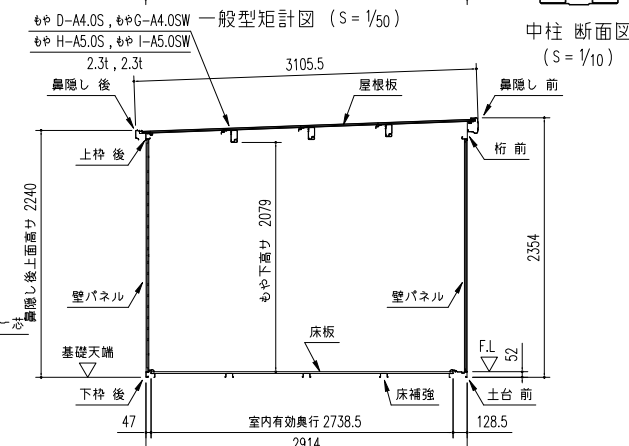 一般型矩計図 (S=1/50)
もや D-A4.0S,もやG-A4.0SW
もや H-A5.0S,もや I-A5.0SW
2.3t,2.3t
中柱 断面図
(S=1/10)
3105.5
鼻隠し 後
屋根板
鼻隠し 前
上枠 後
桁 前
鼻隠し後上面高サ 2240
もや下高サ 2079
2354
壁パネル
壁パネル
基礎天端
床板
F.L
52
下枠 後
床補強
土台 前
47
室内有効奥行 2738.5
128.5
2914